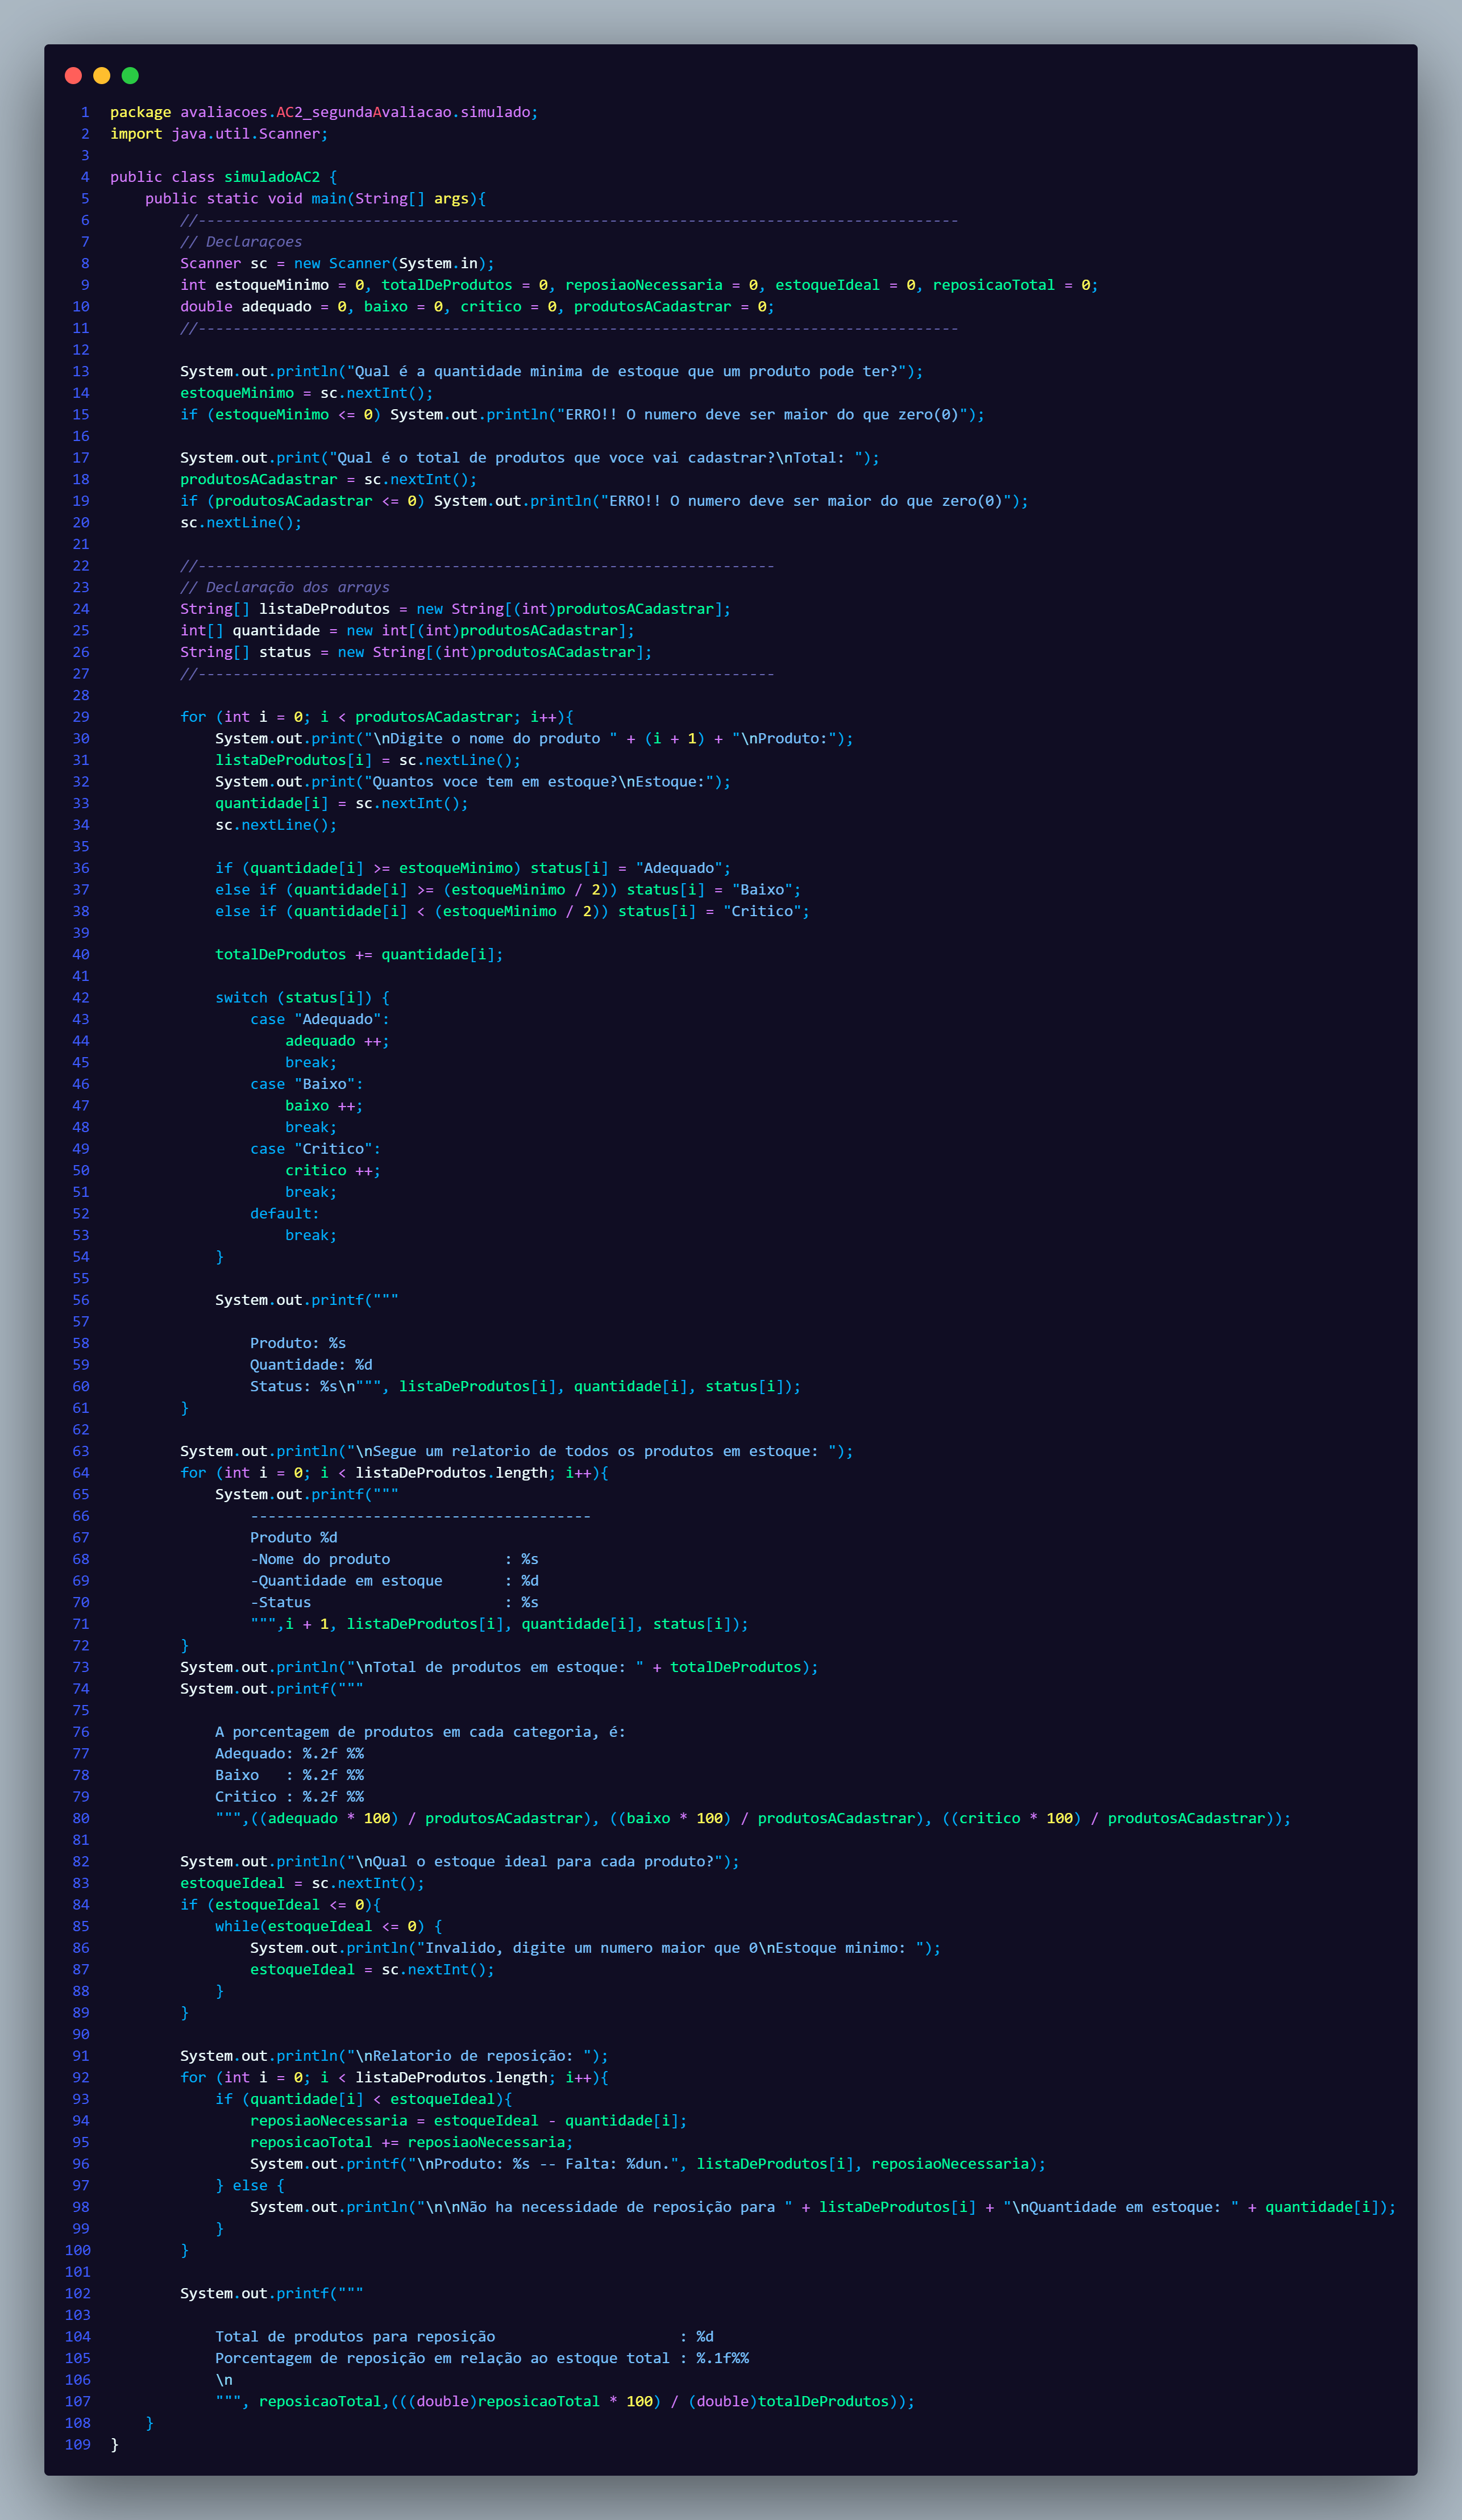 1 package avaliacoes.AC2_segundaAvaliacao.simulado;
2 import java.util.Scanner;
3
4 public class simuladoAC2 {
5     public static void main(String[] args){
6         //---------------------------------------------------------------------------------------
7         // Declaraçoes
8         Scanner sc = new Scanner(System.in);
9         int estoqueMinimo = 0, totalDeProdutos = 0, reposiaoNecessaria = 0, estoqueIdeal = 0, reposicaoTotal = 0;
10         double adequado = 0, baixo = 0, critico = 0, produtosACadastrar = 0;
11         //---------------------------------------------------------------------------------------
12
13         System.out.println("Qual é a quantidade minima de estoque que um produto pode ter?");
14         estoqueMinimo = sc.nextInt();
15         if (estoqueMinimo <= 0) System.out.println("ERRO!! O numero deve ser maior do que zero(0)");
16
17         System.out.print("Qual é o total de produtos que voce vai cadastrar?\nTotal: ");
18         produtosACadastrar = sc.nextInt();
19         if (produtosACadastrar <= 0) System.out.println("ERRO!! O numero deve ser maior do que zero(0)");
20         sc.nextLine();
21
22         //------------------------------------------------------------------
23         // Declaração dos arrays
24         String[] listaDeProdutos = new String[(int)produtosACadastrar];
25         int[] quantidade = new int[(int)produtosACadastrar];
26         String[] status = new String[(int)produtosACadastrar];
27         //------------------------------------------------------------------
28
29         for (int i = 0; i < produtosACadastrar; i++){
30             System.out.print("\nDigite o nome do produto " + (i + 1) + "\nProduto:");
31             listaDeProdutos[i] = sc.nextLine();
32             System.out.print("Quantos voce tem em estoque?\nEstoque:");
33             quantidade[i] = sc.nextInt();
34             sc.nextLine();
35
36             if (quantidade[i] >= estoqueMinimo) status[i] = "Adequado";
37             else if (quantidade[i] >= (estoqueMinimo / 2)) status[i] = "Baixo";
38             else if (quantidade[i] < (estoqueMinimo / 2)) status[i] = "Critico";
39
40             totalDeProdutos += quantidade[i];
41
42             switch (status[i]) {
43                 case "Adequado":
44                     adequado ++;
45                     break;
46                 case "Baixo":
47                     baixo ++;
48                     break;
49                 case "Critico":
50                     critico ++;
51                     break;
52                 default:
53                     break;
54             }
55
56             System.out.printf("""
57
58                 Produto: %s
59                 Quantidade: %d
60                 Status: %s\n""", listaDeProdutos[i], quantidade[i], status[i]);
61         }
62
63         System.out.println("\nSegue um relatorio de todos os produtos em estoque: ");
64         for (int i = 0; i < listaDeProdutos.length; i++){
65             System.out.printf("""
66                 ---------------------------------------
67                 Produto %d
68                 -Nome do produto             : %s
69                 -Quantidade em estoque       : %d
70                 -Status                      : %s
71                 """,i + 1, listaDeProdutos[i], quantidade[i], status[i]);
72         }
73         System.out.println("\nTotal de produtos em estoque: " + totalDeProdutos);
74         System.out.printf("""
75
76             A porcentagem de produtos em cada categoria, é:
77             Adequado: %.2f %%
78             Baixo   : %.2f %%
79             Critico : %.2f %%
80             """,((adequado * 100) / produtosACadastrar), ((baixo * 100) / produtosACadastrar), ((critico * 100) / produtosACadastrar));
81
82         System.out.println("\nQual o estoque ideal para cada produto?");
83         estoqueIdeal = sc.nextInt();
84         if (estoqueIdeal <= 0){
85             while(estoqueIdeal <= 0) {
86                 System.out.println("Invalido, digite um numero maior que 0\nEstoque minimo: ");
87                 estoqueIdeal = sc.nextInt();
88             }
89         }
90
91         System.out.println("\nRelatorio de reposição: ");
92         for (int i = 0; i < listaDeProdutos.length; i++){
93             if (quantidade[i] < estoqueIdeal){
94                 reposiaoNecessaria = estoqueIdeal - quantidade[i];
95                 reposicaoTotal += reposiaoNecessaria;
96                 System.out.printf("\nProduto: %s -- Falta: %dun.", listaDeProdutos[i], reposiaoNecessaria);
97             } else {
98                 System.out.println("\n\nNão ha necessidade de reposição para " + listaDeProdutos[i] + "\nQuantidade em estoque: " + quantidade[i]);
99             }
100         }
101
102         System.out.printf("""
103
104             Total de produtos para reposição                     : %d
105             Porcentagem de reposição em relação ao estoque total : %.1f%%
106             \n
107             """, reposicaoTotal,(((double)reposicaoTotal * 100) / (double)totalDeProdutos));
108     }
109 }